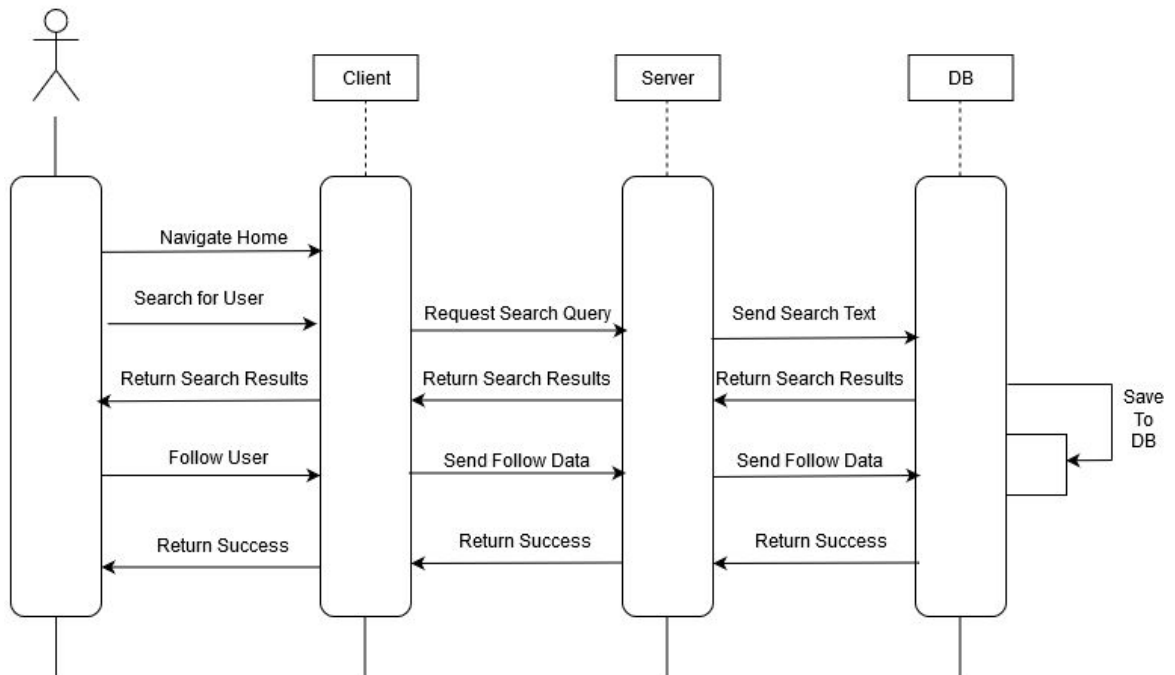 Client
Server
DB
Navigate Home
Search for User
Request Search Query
Send Search Text
Return Search Results
Return Search Results
Return Search Results
Save
To
DB
Follow User
Send Follow Data
Send Follow Data
Return Success
Return Success
Return Success